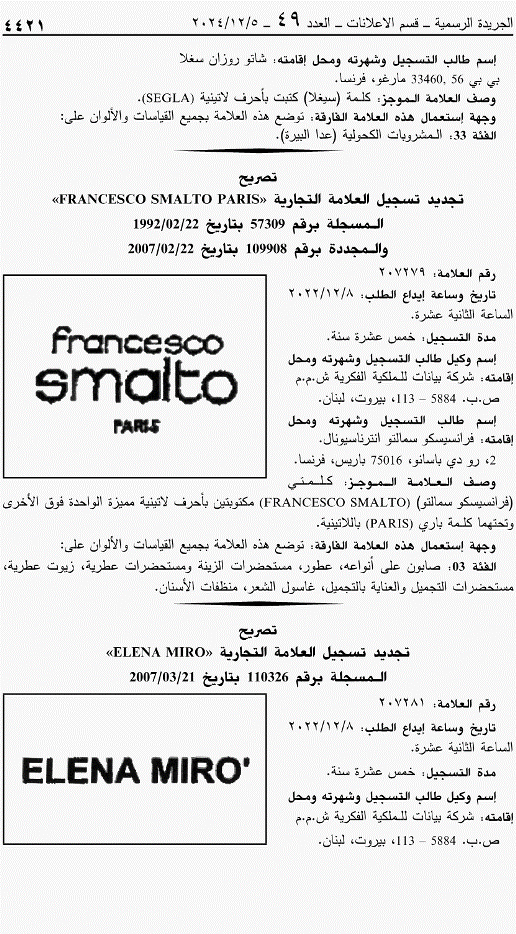 الجريدة الرسمية ــ قسم الاعلانات ــ العدد ٤٩ ــ ٢٠٢٤/١٢/٥
٤٤٢١
إسم طالب التسجيل وشهرته ومحل إقامته: شاتو روزان سغلا
بي بي 56 ,33460 مارغو، فرنسا.
وصف العلامة الموجز: كلمة (سيغلا) كتبت بأحرف لاتينية (SEGLA).
وجهة إستعمال هذه العلامة الفارقة: توضع هذه العلامة بجميع القياسات والألوان على:
الفئة 33: المشروبات الكحولية (عدا البيرة).
تصريح
تجديد تسجيل العلامة التجارية «FRANCESCO SMALTO PARIS»
المسجلة برقم 57309 بتاريخ 1992/02/22
والمجددة برقم 109908 بتاريخ 2007/02/22
رقم العلامة: ٢٠٧٢٧٩
تاريخ وساعة إيداع الطلب: ٢٠٢٢/١٢/٨
الساعة الثانية عشرة.
مدة التسجيل: خمس عشرة سنة.
إسم وكيل طالب التسجيل وشهرته ومحل
إقامته: شركة بيانات للملكية الفكرية ش.م.م
ص.ب. 5884 – 113، بيروت، لبنان.
إسم طالب التسجيل وشهرته ومحل
إقامته: فرانسيسكو سمالتو انترناسيونال.
2، رو دي باسانو، 75016 باريس، فرنسا.
وصف العلامة الموجز: كلمتي
francesco
smalto
PARIS
(فرانسيسكو سمالتو) (FRANCESCO SMALTO) مكتوبتين بأحرف لاتينية مميزة الواحدة فوق الأخرى
وتحتهما كلمة باري (PARIS) باللاتينية.
وجهة إستعمال هذه العلامة الفارقة: توضع هذه العلامة بجميع القياسات والألوان على:
الفئة 03: صابون على أنواعه، عطور، مستحضرات الزينة ومستحضرات عطرية، زيوت عطرية،
مستحضرات التجميل والعناية بالتجميل، غاسول الشعر، منظفات الأسنان.
تصريح
تجديد تسجيل العلامة التجارية «ELENA MIRO»
المسجلة برقم 110326 بتاريخ 2007/03/21
رقم العلامة: ٢٠٧٢٨١
تاريخ وساعة إيداع الطلب: ٢٠٢٢/١٢/٨
الساعة الثانية عشرة.
مدة التسجيل: خمس عشرة سنة.
إسم وكيل طالب التسجيل وشهرته ومحل
إقامته: شركة بيانات للملكية الفكرية ش.م.م
ص.ب. 5884 – 113، بيروت، لبنان.
ELENA MIRO'